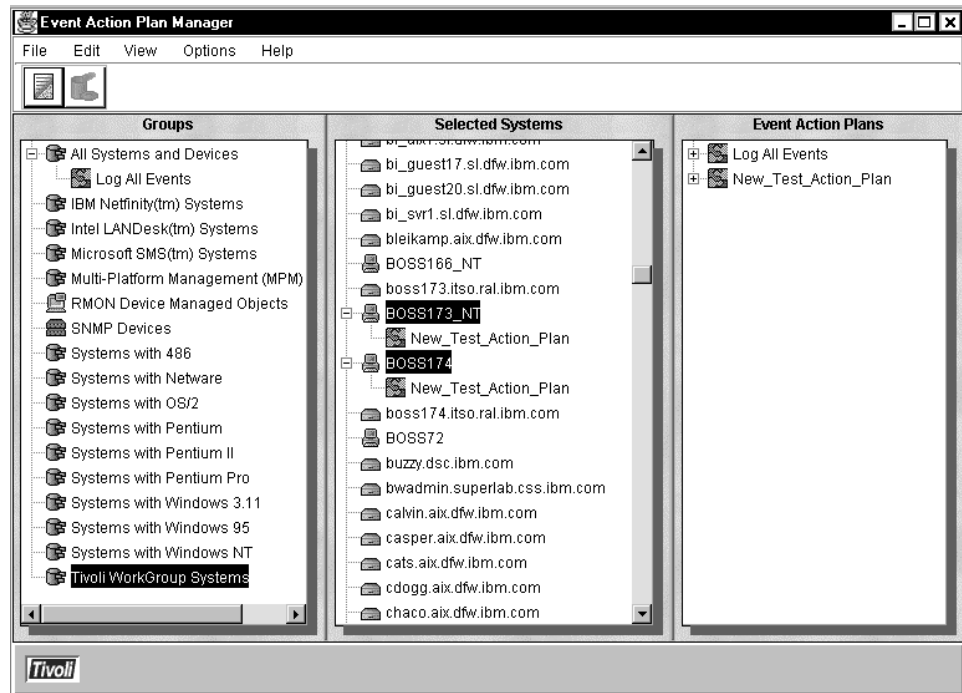 Event Action Plan Manager
File Edit View Options Help
Groups
All Systems and Devices
Log All Events
IBM Netfinity(tm) Systems
Intel LANDesk(tm) Systems
Microsoft SMS(tm) Systems
Multi-Platform Management (MPM)
RMON Device Managed Objects
SNMP Devices
Systems with 486
Systems with Netware
Systems with OS/2
Systems with Pentium
Systems with Pentium II
Systems with Pentium Pro
Systems with Windows 3.11
Systems with Windows 95
Systems with Windows NT
Tivoli WorkGroup Systems
Selected Systems
bi_aix1.sl.dfw.ibm.com
bi_guest17.sl.dfw.ibm.com
bi_guest20.sl.dfw.ibm.com
bi_svr1.sl.dfw.ibm.com
bleikamp.aix.dfw.ibm.com
BOSS166_NT
boss173.itso.ral.ibm.com
BOSS173_NT
New_Test_Action_Plan
BOSS174
New_Test_Action_Plan
boss174.itso.ral.ibm.com
BOSS72
buzzy.dsc.ibm.com
bwadmin.superlab.css.ibm.com
calvin.aix.dfw.ibm.com
casper.aix.dfw.ibm.com
cats.aix.dfw.ibm.com
cdogg.aix.dfw.ibm.com
chaco.aix.dfw.ibm.com
Event Action Plans
Log All Events
New_Test_Action_Plan
Tivoli